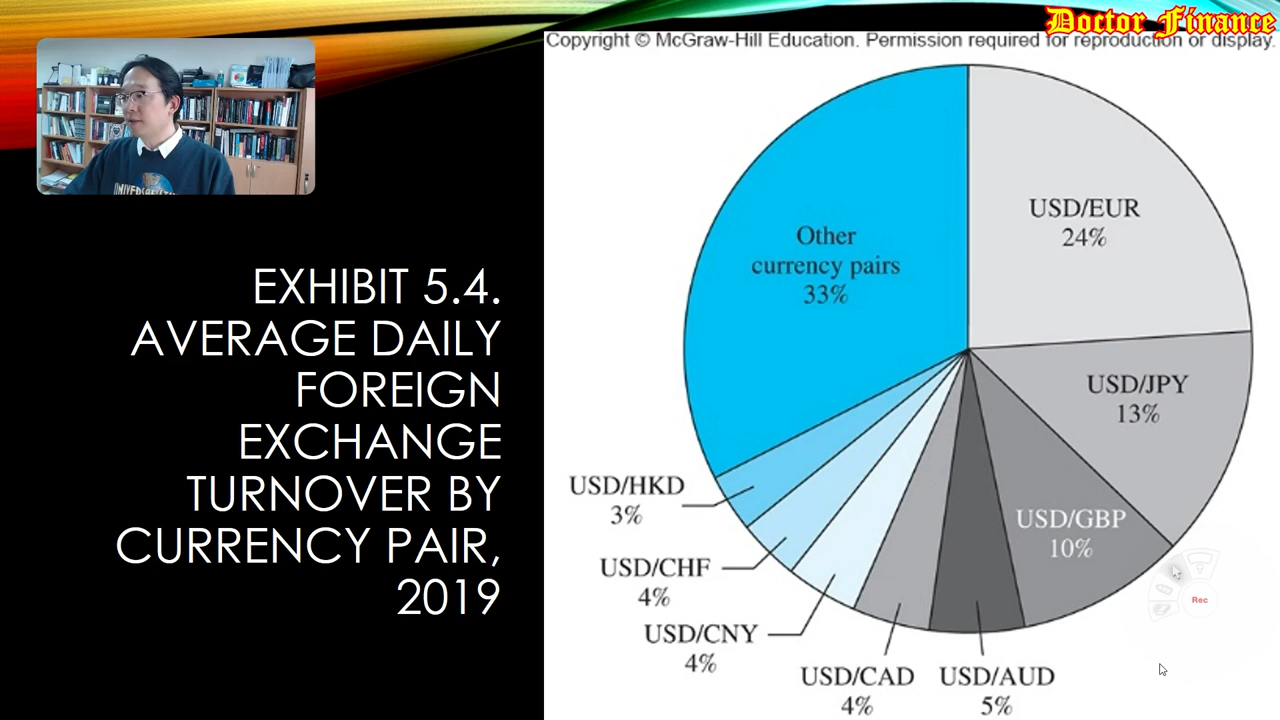 Doctor Finance
Copyright © McGraw-Hill Education. Permission required for reproduction or display.
EXHIBIT 5.4.
AVERAGE DAILY
FOREIGN
EXCHANGE
TURNOVER BY
CURRENCY PAIR,
2019
USD/EUR
24%
Other
currency pairs
33%
USD/JPY
13%
USD/HKD
3%
USD/GBP
10%
USD/CHF
4%
USD/CNY
4%
USD/CAD
4%
USD/AUD
5%
Rec